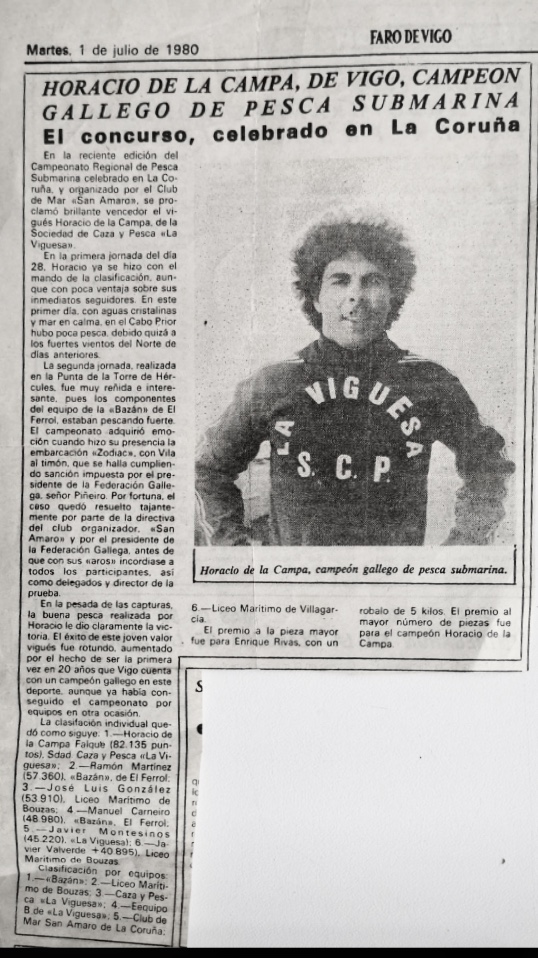 FARO DE VIGO
Martes, 1 de julio de 1980
HORACIO DE LA CAMPA, DE VIGO, CAMPEON
GALLEGO DE PESCA SUBMARINA
El concurso, celebrado en La Coruña
En la reciente edición del
Campeonato Regional de Pesca
Submarina celebrado en La Co-
ruña, y organizado por el Club
de Mar «San Amaro», se pro-
clamó brillante vencedor el vi-
gués Horacio de la Campa, de la
Sociedad de Caza y Pesca «La
Viguesa».
En la primera jornada del día
28, Horacio ya se hizo con el
mando de la clasificación, aun-
que con poca ventaja sobre sus
inmediatos seguidores. En este
primer día, con aguas cristalinas
y mar en calma, en el Cabo Prior
hubo poca pesca, debido quizá a
los fuertes vientos del Norte de
días anteriores.
La segunda jornada, realizada
en la Punta de la Torre de Hér-
cules, fue muy reñida e intere-
sante, pues los componentes
del equipo de la «Bazán» de El
Ferrol, estaban pescando fuerte.
El campeonato adquirió emo-
ción cuando hizo su presencia la
embarcación «Zodiac», con Vila
al timón, que se halla cumplien-
do sanción impuesta por el pre-
sidente de la Federación Galle-
ga, señor Piñeiro. Por fortuna, el
caso quedó resuelto tajante-
mente por parte de la directiva
del club organizador, «San
Amaro» y por el presidente de
la Federación Gallega, antes de
que con sus «aros» incordiase a
todos los participantes, así
como delegados y director de la
prueba.
En la pesada de las capturas,
la buena pesca realizada por
Horacio le dio claramente la vic-
toria. El éxito de este joven valor
vigués fue rotundo, aumentado
por el hecho de ser la primera
vez en 20 años que Vigo cuenta
con un campeón gallego en este
deporte, aunque ya había con-
seguido el campeonato por
equipos en otra ocasión.
La clasifación individual que-
dó como siguye: 1.—Horacio de
la Campa Falque (82.135 pun-
tos), Sdad. Caza y Pesca «La Vi-
guesa»; 2.—Ramón Martínez
(57.360), «Bazán», de El Ferrol;
3.—José Luis González
(53.910), Liceo Marítimo de
Bouzas; 4.—Manuel Carneiro
(48.980), «Bazán», El Ferrol;
5.—Javier Montesinos
(45.220), «La Viguesa); 6.—Ja-
vier Valverde +40.895), Liceo
Marítimo de Bouzas.
Clasificación por equipos:
1.—«Bazán»; 2.—Liceo Maríti-
mo de Bouzas; 3.—Caza y Pes-
ca «La Viguesa»; 4.—Eequipo
B de «La Viguesa»; 5.—Club de
Mar San Amaro de La Coruña;
LA VIGUESA
S. C. P.
Horacio de la Campa, campeón gallego de pesca submarina.
6.—Liceo Marítimo de Villagar-
cía.
El premio a la pieza mayor
fue para Enrique Rivas, con un
robalo de 5 kilos. El premio al
mayor número de piezas fue
para el campeón Horacio de la
Campa.